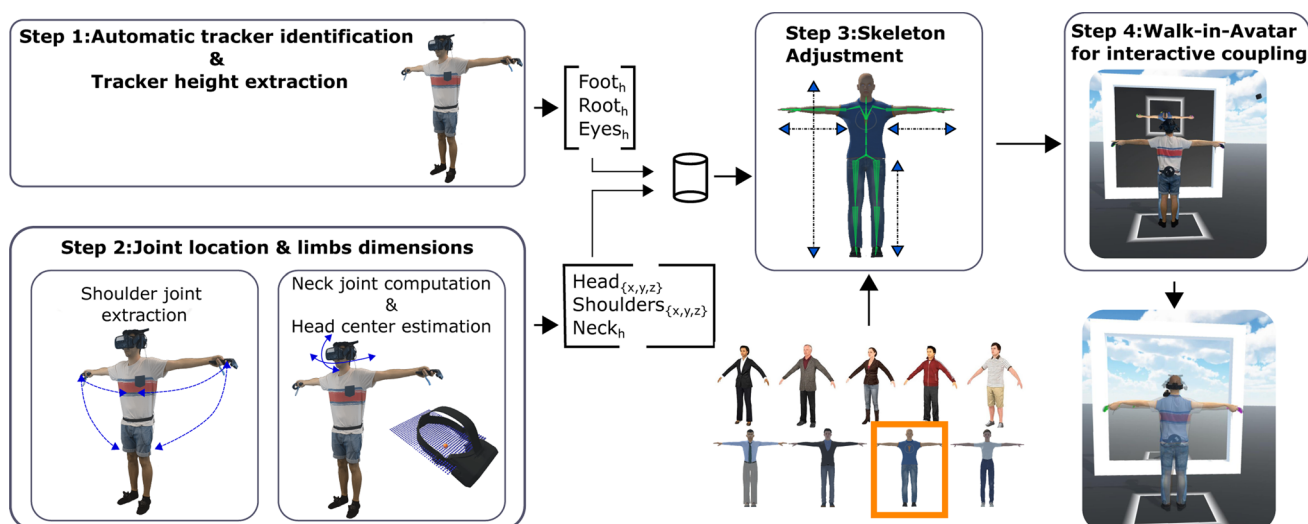 Step 1:Automatic tracker identification
&
Tracker height extraction
Foot_h
Root_h
Eyes_h
Step 2:Joint location & limbs dimensions
Shoulder joint
extraction
Neck joint computation
&
Head center estimation
Head_{x,y,z}
Shoulders_{x,y,z}
Neck_h
Step 3:Skeleton
Adjustment
Step 4:Walk-in-Avatar
for interactive coupling